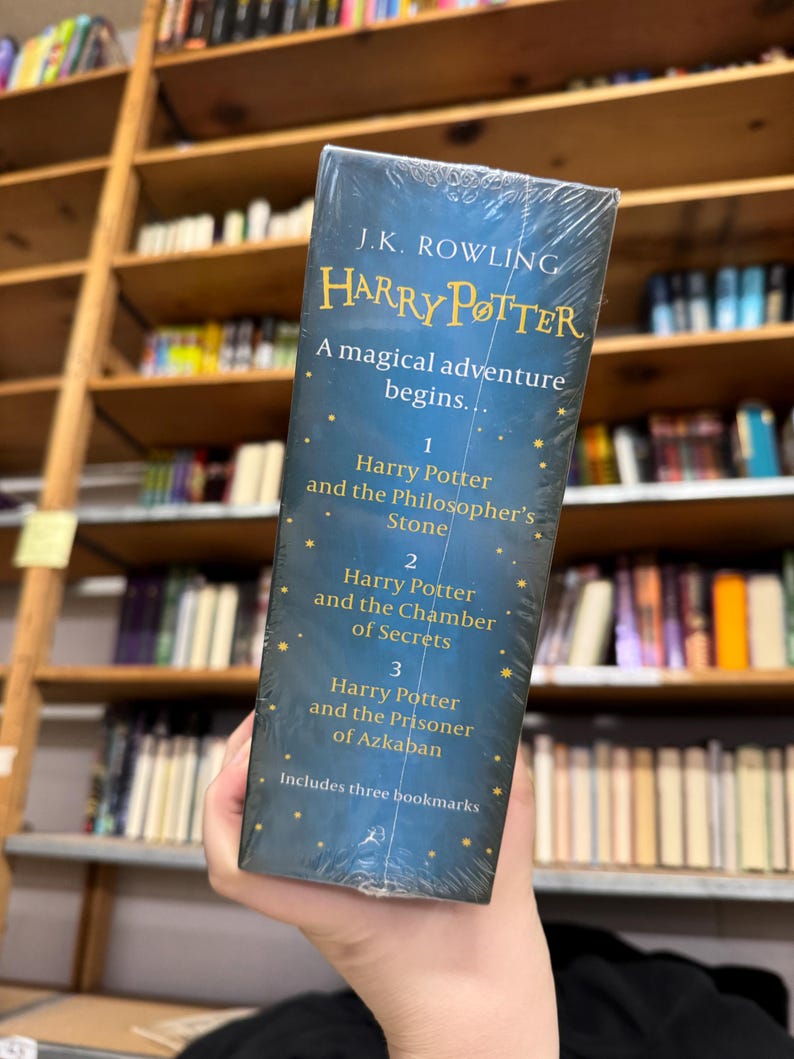 J.K. ROWLING
HARRY POTTER
A magical adventure
begins...
1
Harry Potter
and the Philosopher's
Stone
2
Harry Potter
and the Chamber
of Secrets
3
Harry Potter
and the Prisoner
of Azkaban
Includes three bookmarks